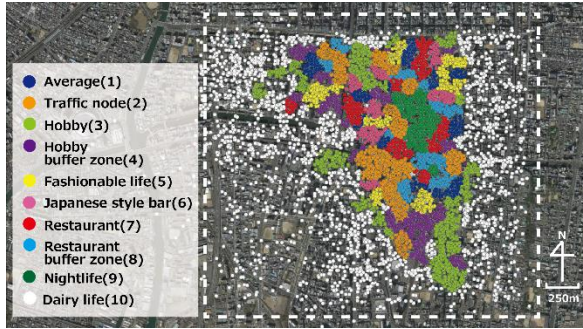 Average(1)
Traffic node(2)
Hobby(3)
Hobby
buffer zone(4)
Fashionable life(5)
Japanese style bar(6)
Restaurant(7)
Restaurant
buffer zone(8)
Nightlife(9)
Dairy life(10)
N
250m